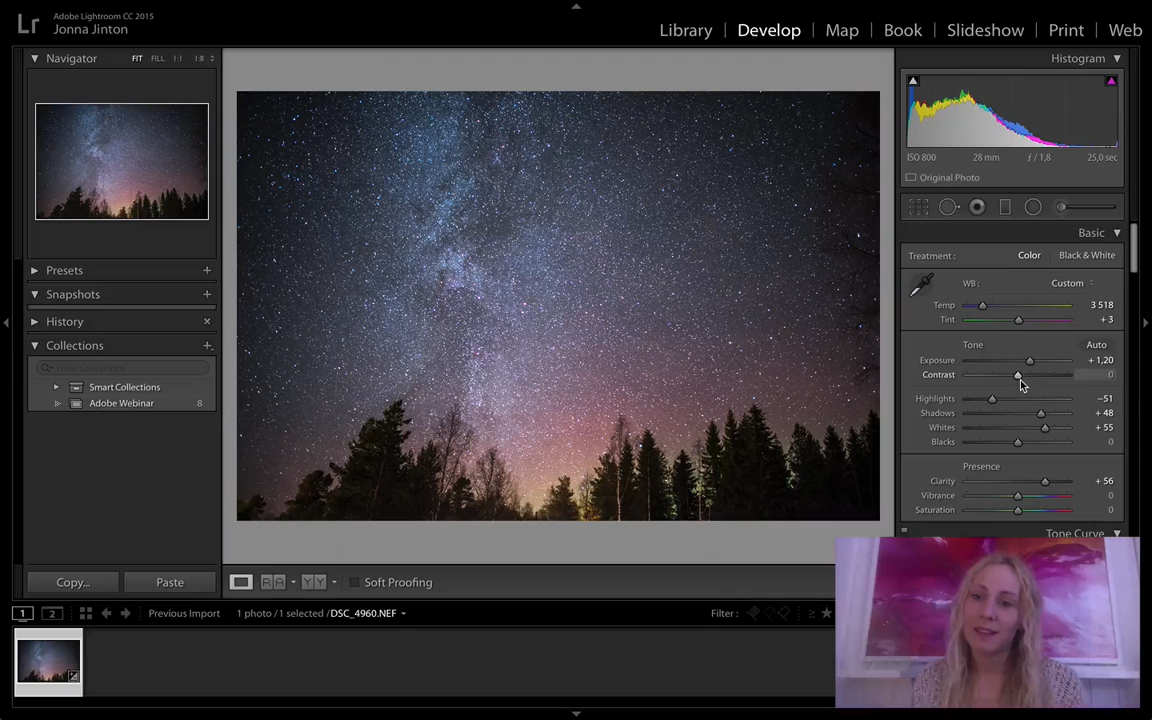 Lr
Adobe Lightroom CC 2015
Jonna Jinton
Library Develop Map Book Slideshow Print Web
Navigator FIT FILL 1:1 1:8
Histogram
ISO 800 28 mm ƒ / 1,8 25,0 sec
Original Photo
Basic
Treatment : Color Black & White
WB : Custom
Temp 3 518
Tint + 3
Tone Auto
Exposure + 1,20
Contrast 0
Highlights −51
Shadows + 48
Whites + 55
Blacks 0
Presence
Clarity + 56
Vibrance 0
Saturation 0
Tone Curve
Presets
Snapshots
History
Collections
Filter Collections
Smart Collections
Adobe Webinar 8
Copy... Paste
R A Y Y Soft Proofing
1 2 Previous Import 1 photo / 1 selected / DSC_4960.NEF Filter :